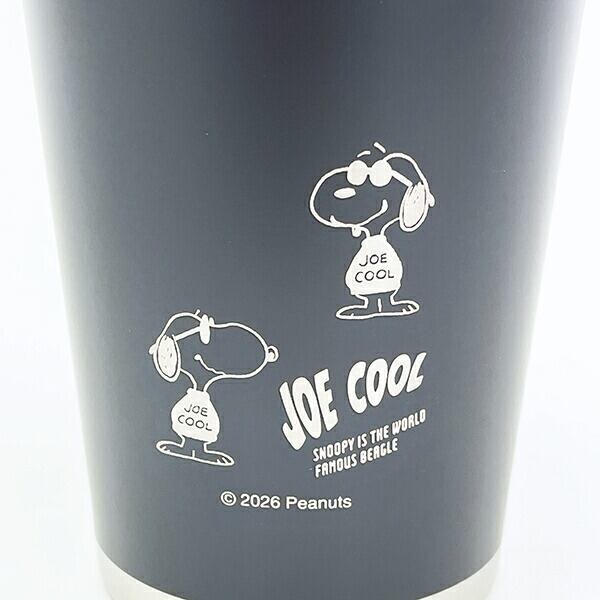 JOE
COOL
JOE
COOL
JOE COOL
SNOOPY IS THE WORLD
FAMOUS BEAGLE
© 2026 Peanuts